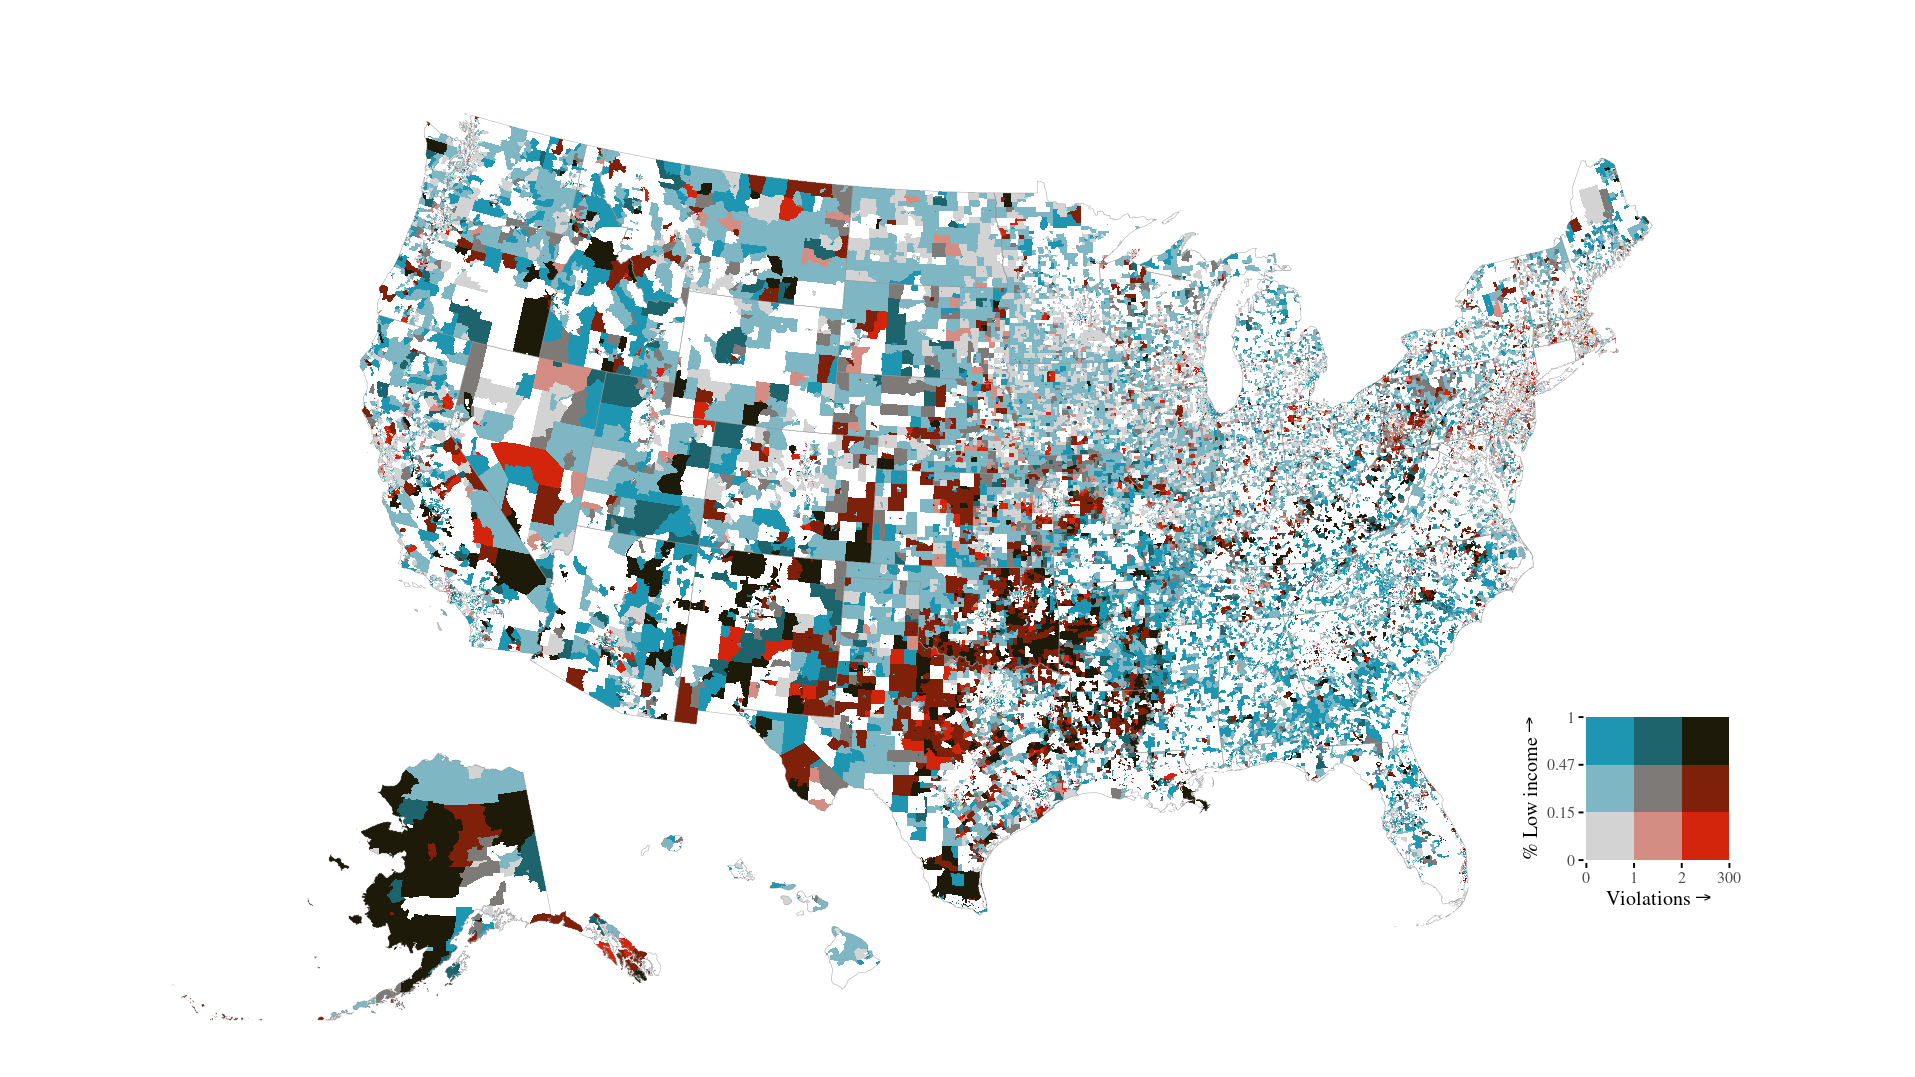 % Low income →
1
0.47
0.15
0
0 1 2 300
Violations →